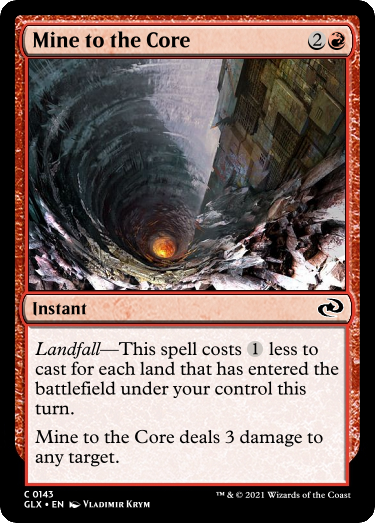 Mine to the Core 2
Instant
Landfall—This spell costs 1 less to
cast for each land that has entered the
battlefield under your control this
turn.
Mine to the Core deals 3 damage to
any target.
C 0143
GLX • EN Vladimir Krym
™ & © 2021 Wizards of the Coast